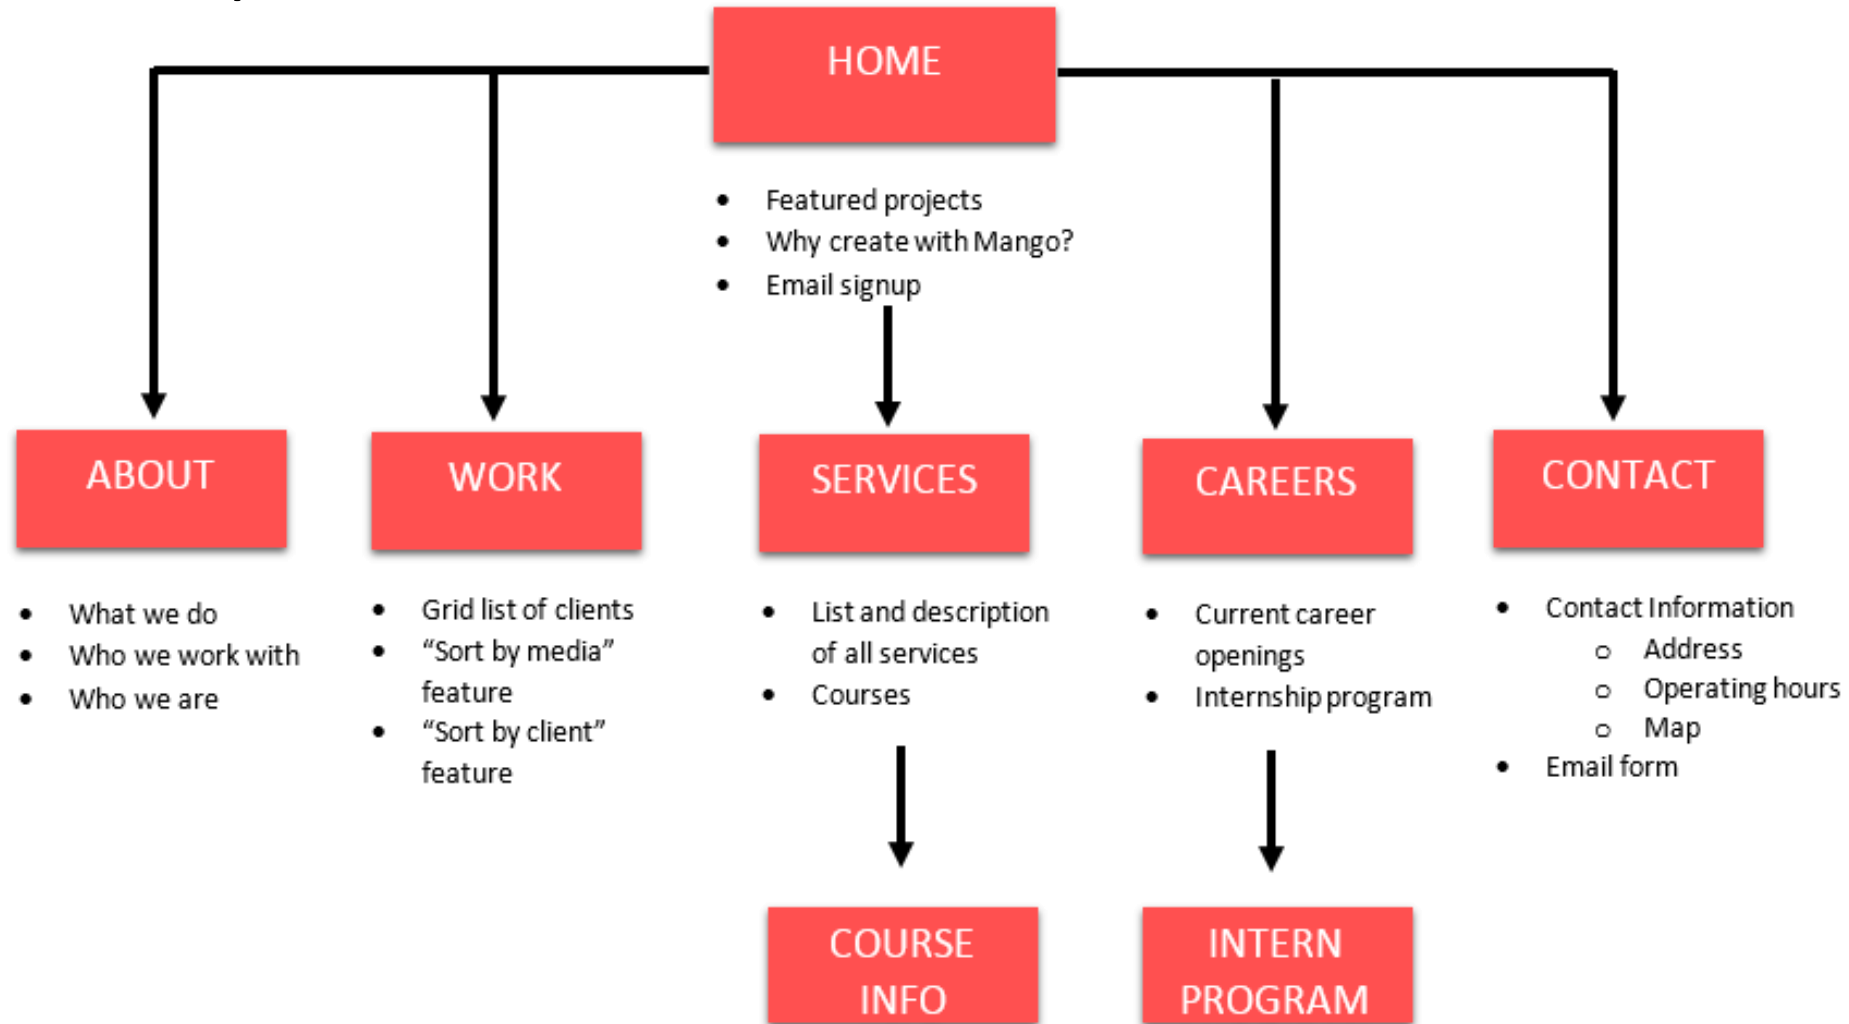 HOME
• Featured projects
• Why create with Mango?
• Email signup
ABOUT
• What we do
• Who we work with
• Who we are
WORK
• Grid list of clients
• “Sort by media”
feature
• “Sort by client”
feature
SERVICES
• List and description
of all services
• Courses
CAREERS
• Current career
openings
• Internship program
CONTACT
• Contact Information
o Address
o Operating hours
o Map
• Email form
COURSE
INFO
INTERN
PROGRAM